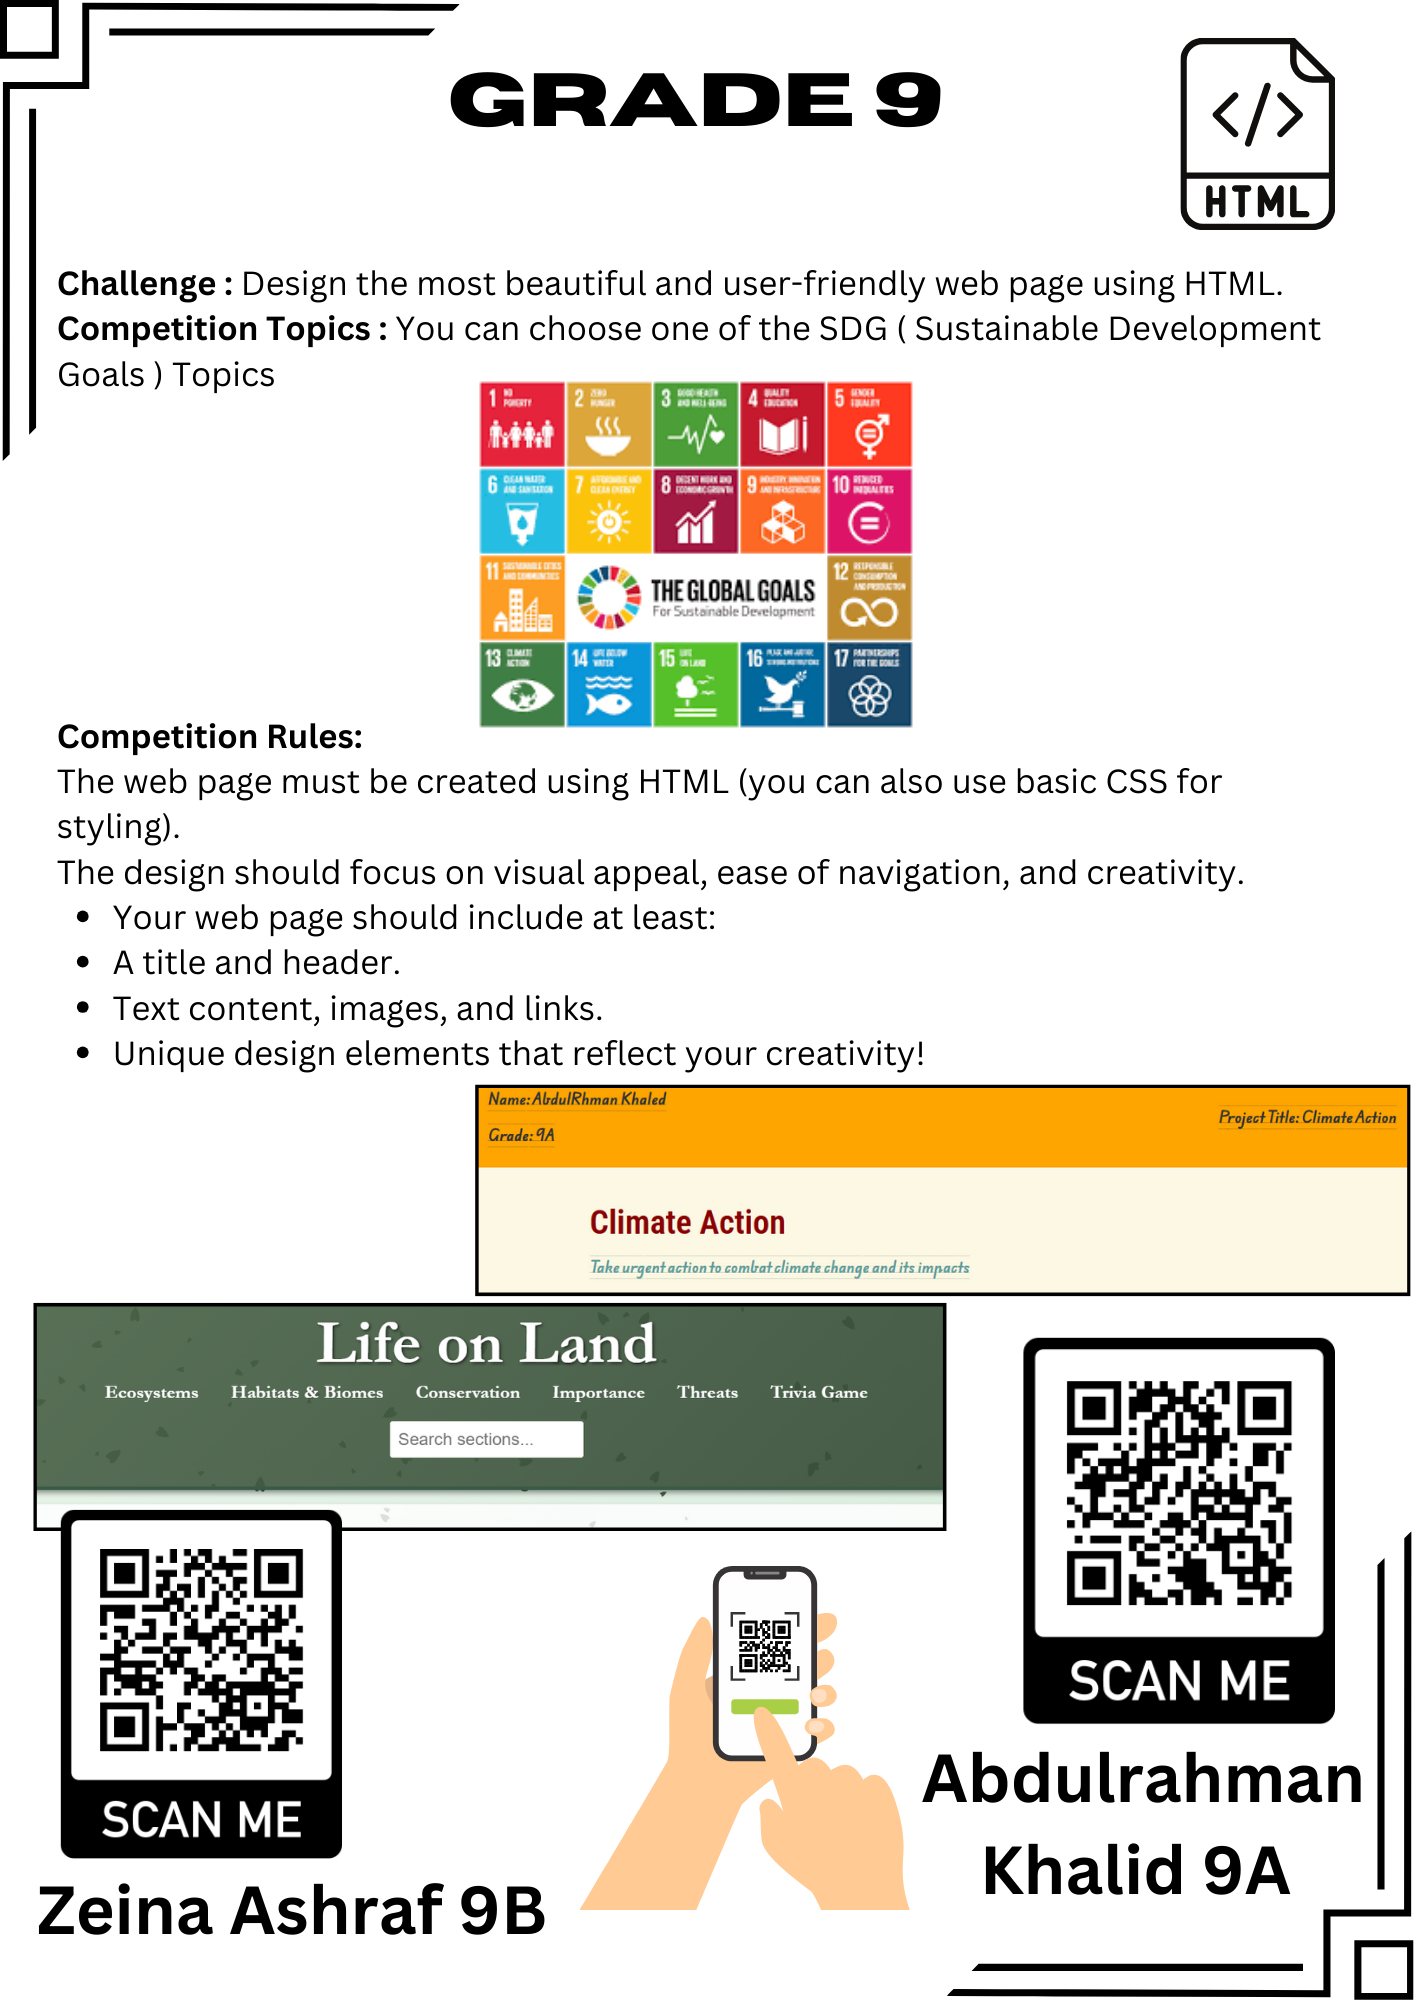 GRADE 9
HTML
Challenge : Design the most beautiful and user-friendly web page using HTML.
Competition Topics : You can choose one of the SDG ( Sustainable Development
Goals ) Topics
1 NO POVERTY
2 ZERO HUNGER
3 GOOD HEALTH AND WELL-BEING
4 QUALITY EDUCATION
5 GENDER EQUALITY
6 CLEAN WATER AND SANITATION
7 AFFORDABLE AND CLEAN ENERGY
8 DECENT WORK AND ECONOMIC GROWTH
9 INDUSTRY, INNOVATION AND INFRASTRUCTURE
10 REDUCED INEQUALITIES
11 SUSTAINABLE CITIES AND COMMUNITIES
THE GLOBAL GOALS
For Sustainable Development
12 RESPONSIBLE CONSUMPTION AND PRODUCTION
13 CLIMATE ACTION
14 LIFE BELOW WATER
15 LIFE ON LAND
16 PEACE AND JUSTICE STRONG INSTITUTIONS
17 PARTNERSHIPS FOR THE GOALS
Competition Rules:
The web page must be created using HTML (you can also use basic CSS for
styling).
The design should focus on visual appeal, ease of navigation, and creativity.
• Your web page should include at least:
• A title and header.
• Text content, images, and links.
• Unique design elements that reflect your creativity!
Name: AbdulRhman Khaled
Grade: 9A
Project Title: Climate Action
Climate Action
Take urgent action to combat climate change and its impacts
Life on Land
Ecosystems Habitats & Biomes Conservation Importance Threats Trivia Game
Search sections...
SCAN ME
SCAN ME
Abdulrahman
Khalid 9A
Zeina Ashraf 9B